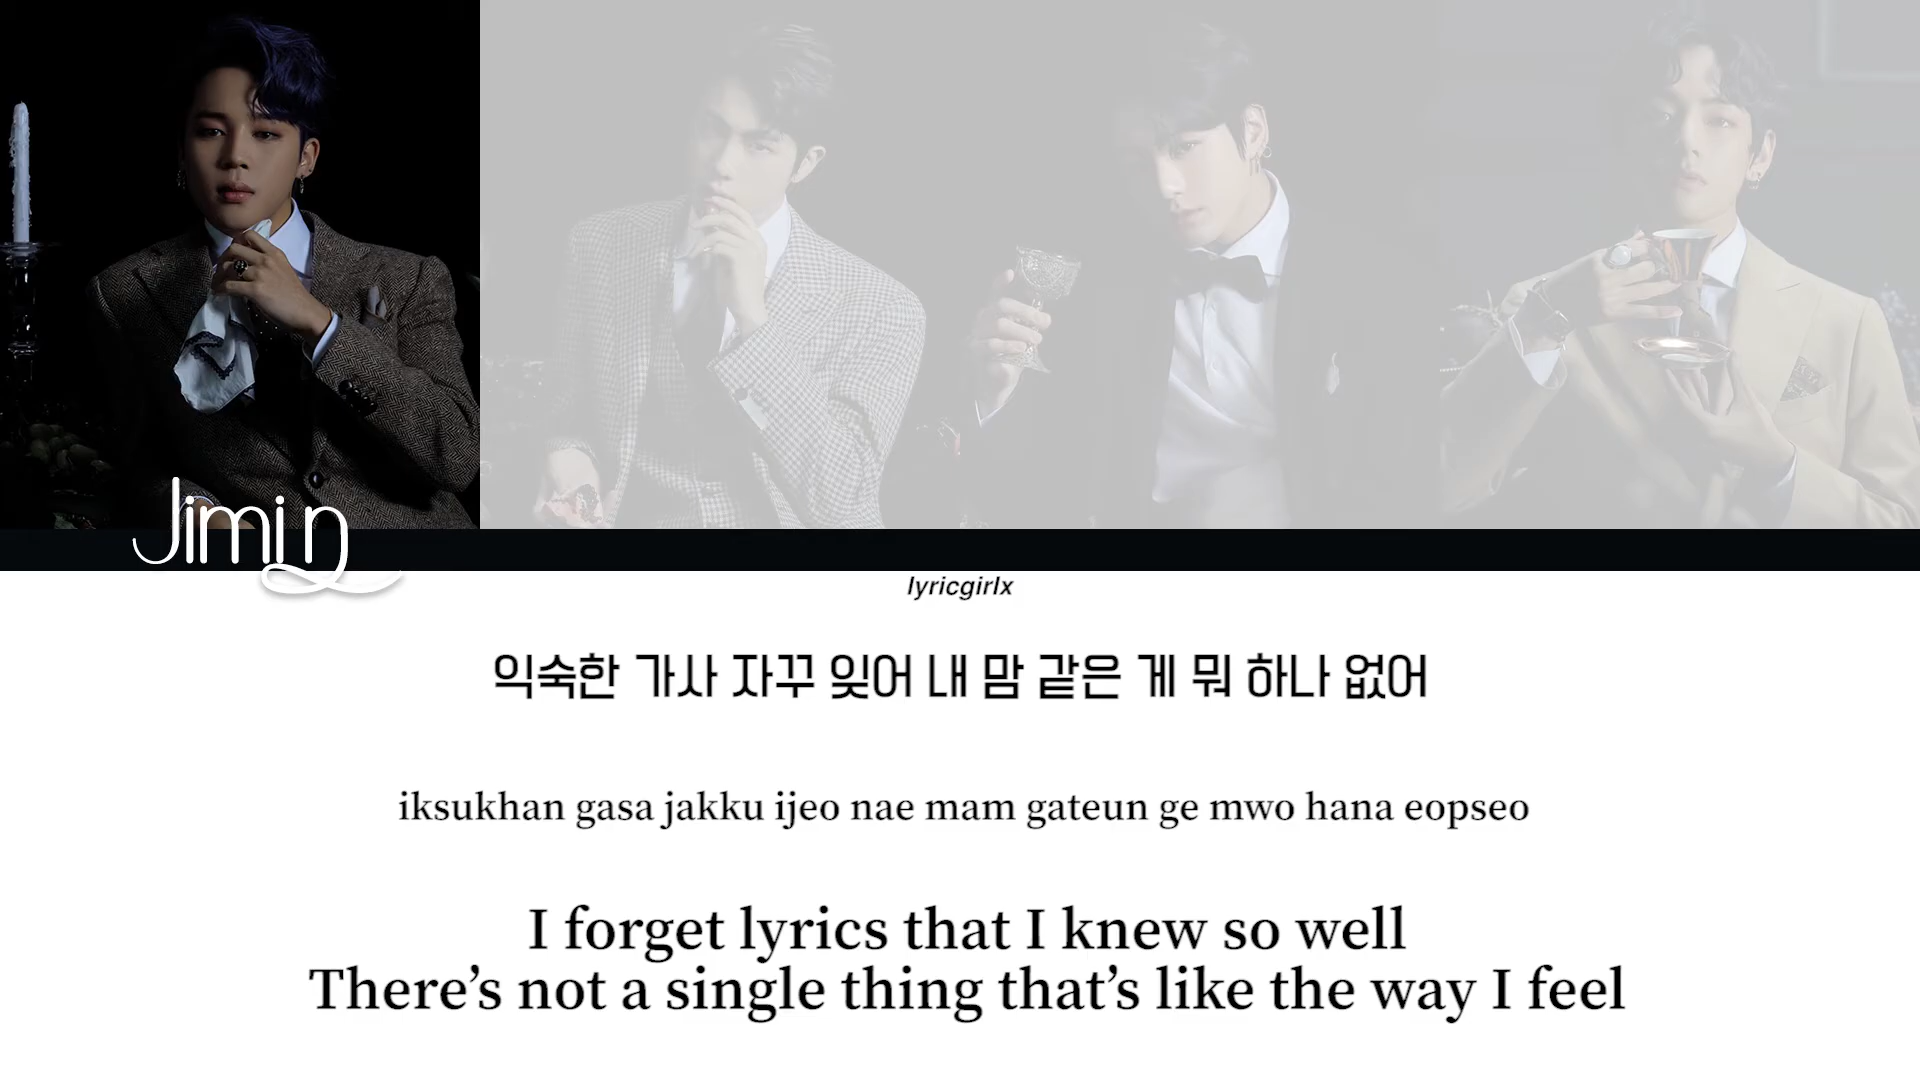 Jimin
lyricgirlx
익숙한 가사 자꾸 잊어 내 맘 같은 게 뭐 하나 없어
iksukhan gasa jakku ijeo nae mam gateun ge mwo hana eopseo
I forget lyrics that I knew so well
There’s not a single thing that’s like the way I feel